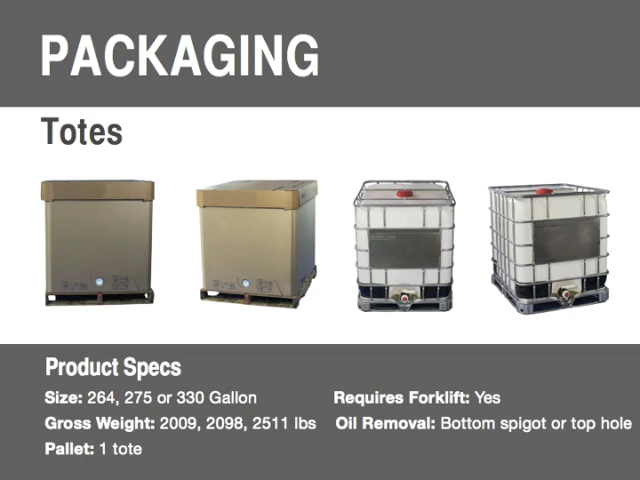 PACKAGING
Totes
Product Specs
Size: 264, 275 or 330 Gallon
Requires Forklift: Yes
Gross Weight: 2009, 2098, 2511 lbs
Oil Removal: Bottom spigot or top hole
Pallet: 1 tote